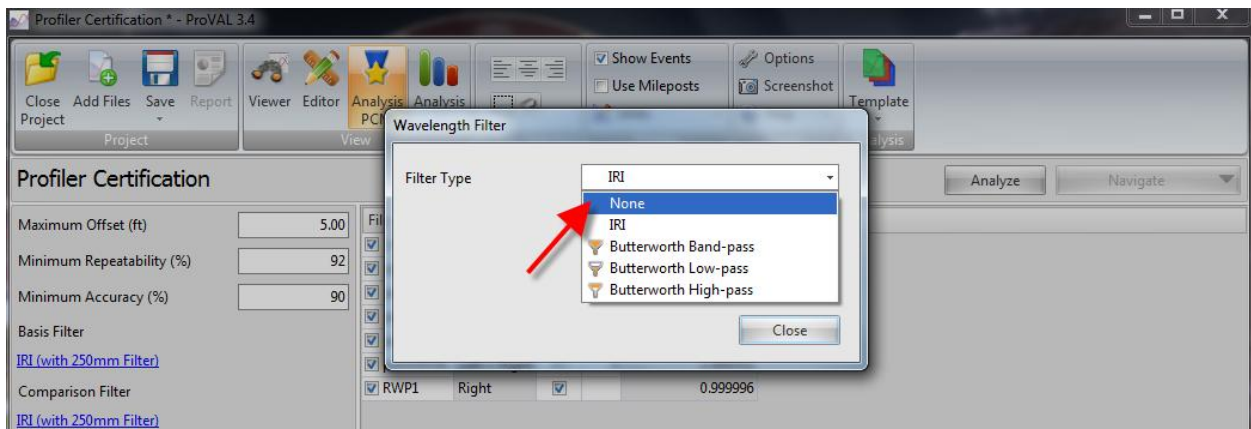 Profiler Certification * - ProVAL 3.4
Show Events
Options
Use Mileposts
Screenshot
Close Project
Add Files
Save
Report
Viewer
Editor
Analysis
Analysis
Template
Project
Wavelength Filter
Filter Type
IRI
None
IRI
Butterworth Band-pass
Butterworth Low-pass
Butterworth High-pass
Close
Profiler Certification
Analyze
Navigate
Maximum Offset (ft) 5.00
Minimum Repeatability (%) 92
Minimum Accuracy (%) 90
Basis Filter
IRI (with 250mm Filter)
Comparison Filter
IRI (with 250mm Filter)
RWP1 Right 0.999996